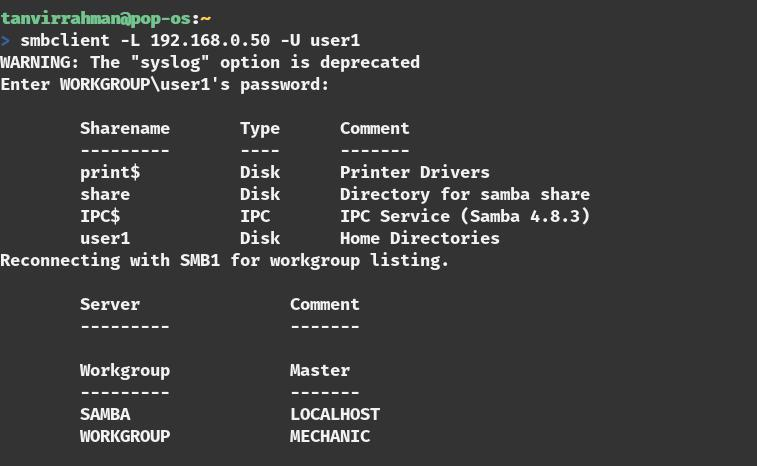 tanvirrahman@pop-os:~
> smbclient -L 192.168.0.50 -U user1
WARNING: The "syslog" option is deprecated
Enter WORKGROUP\user1's password:

        Sharename       Type      Comment
        ---------       ----      -------
        print$          Disk      Printer Drivers
        share           Disk      Directory for samba share
        IPC$            IPC       IPC Service (Samba 4.8.3)
        user1           Disk      Home Directories
Reconnecting with SMB1 for workgroup listing.

        Server               Comment
        ---------            -------

        Workgroup            Master
        ---------            -------
        SAMBA                LOCALHOST
        WORKGROUP            MECHANIC